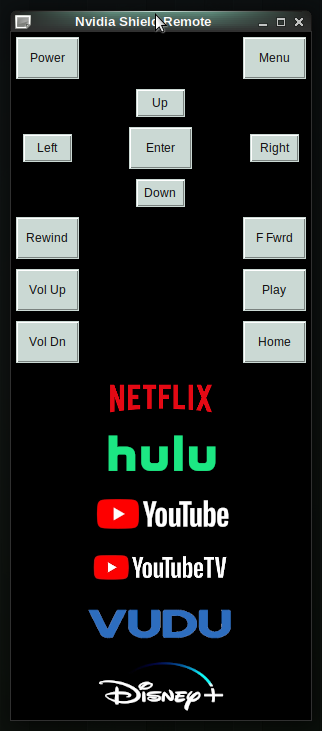 Nvidia Shield Remote
Power Menu
Up
Left Enter Right
Down
Rewind F Fwrd
Vol Up Play
Vol Dn Home
NETFLIX
hulu
YouTube
YouTubeTV
VUDU
Disney+